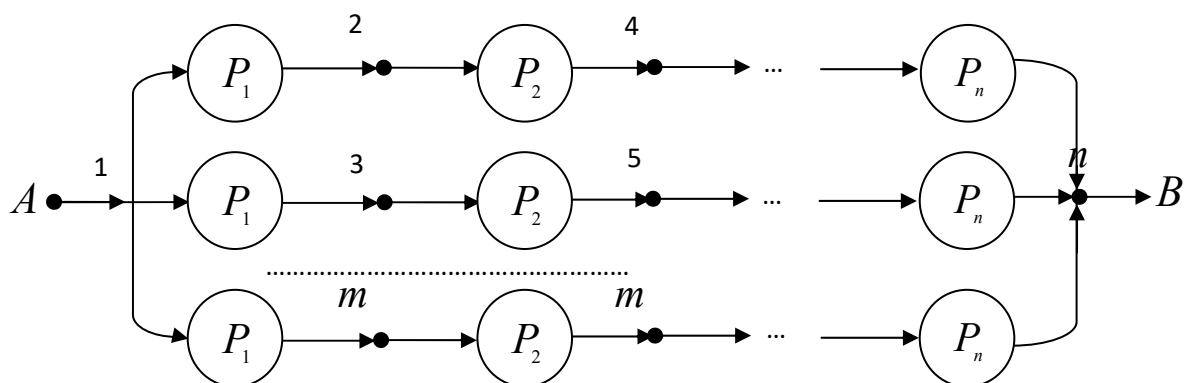 2 4
P₁ P₂ ... Pₙ
1 3 5 n
A P₁ P₂ ... Pₙ B
........................................
m m
P₁ P₂ ... Pₙ